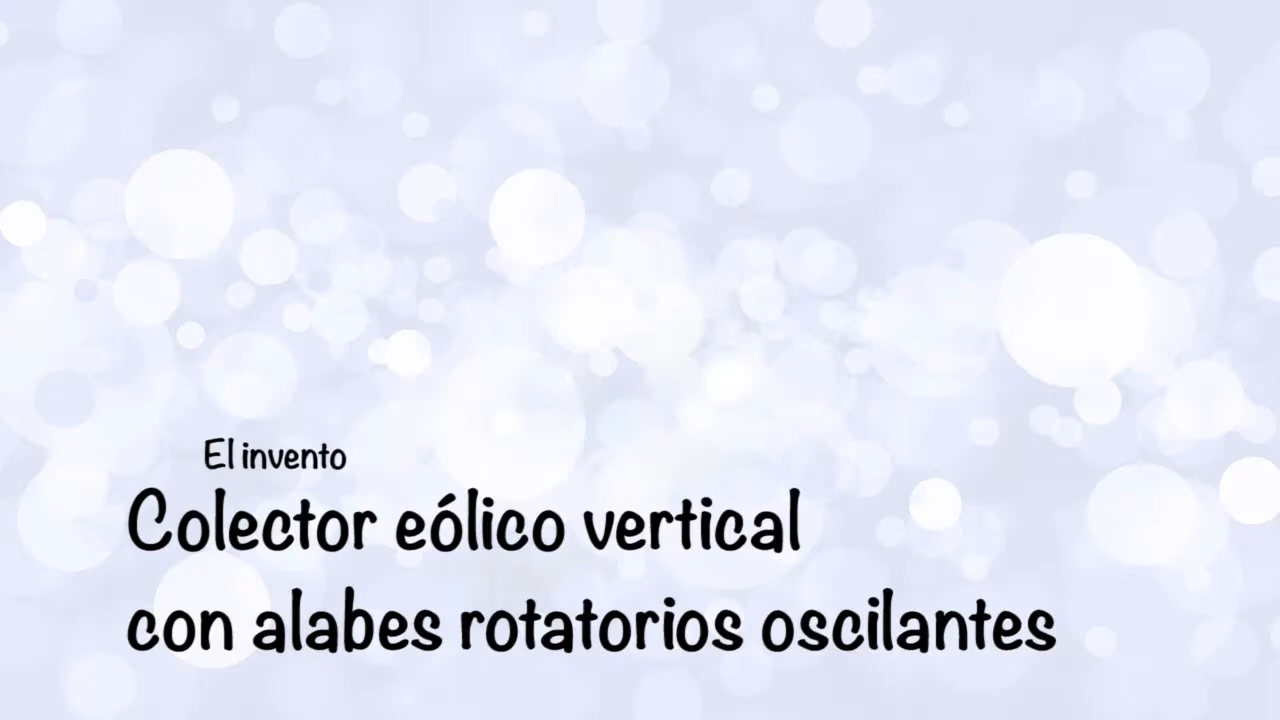 El invento
Colector eólico vertical
con alabes rotatorios oscilantes